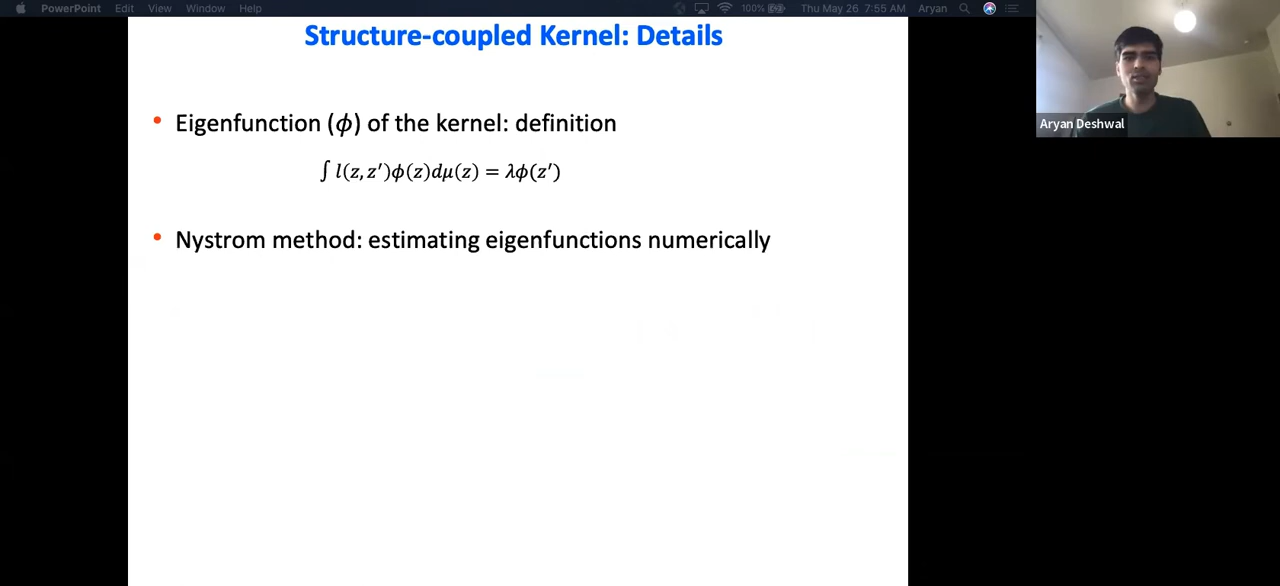 PowerPoint Edit View Window Help 100% Thu May 26 7:55 AM Aryan
Structure-coupled Kernel: Details
• Eigenfunction (ϕ) of the kernel: definition
∫ l(z, z′)ϕ(z)dμ(z) = λϕ(z′)
• Nystrom method: estimating eigenfunctions numerically
Aryan Deshwal